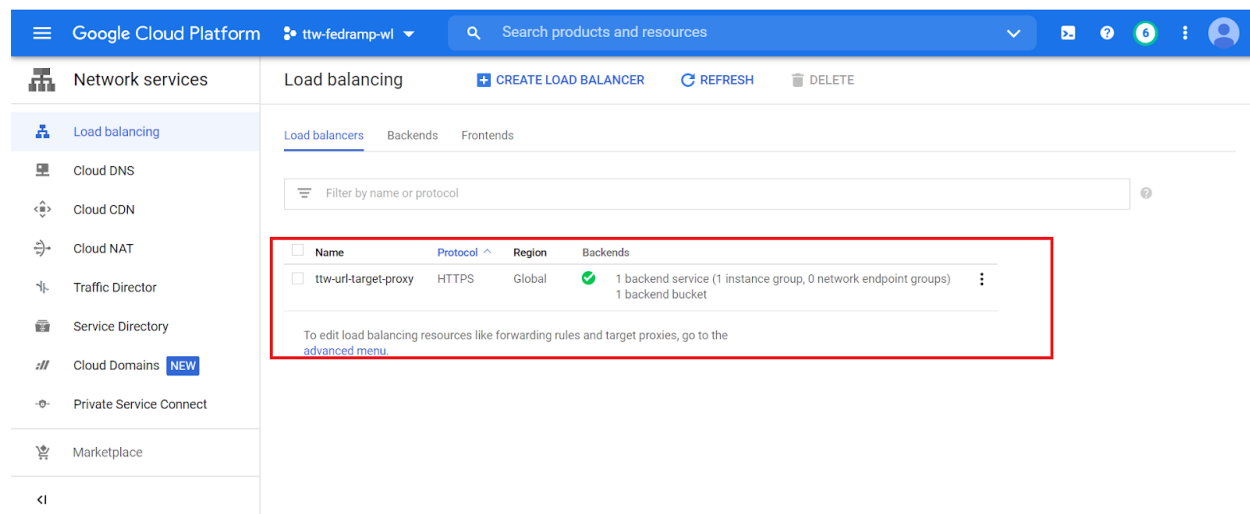 Google Cloud Platform
ttw-fedramp-wl
Search products and resources
6
Network services
Load balancing
CREATE LOAD BALANCER
REFRESH
DELETE
Load balancing
Cloud DNS
Cloud CDN
Cloud NAT
Traffic Director
Service Directory
Cloud Domains NEW
Private Service Connect
Marketplace
Load balancers Backends Frontends
Filter by name or protocol
Name Protocol Region Backends
ttw-url-target-proxy HTTPS Global 1 backend service (1 instance group, 0 network endpoint groups)
1 backend bucket
To edit load balancing resources like forwarding rules and target proxies, go to the
advanced menu.